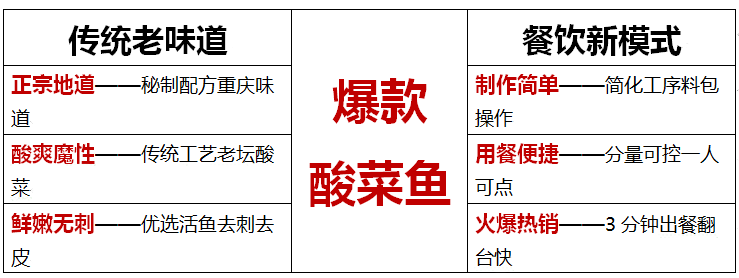 传统老味道
正宗地道——秘制配方重庆味
道
酸爽魔性——传统工艺老坛酸
菜
鲜嫩无刺——优选活鱼去刺去
皮
爆款
酸菜鱼
餐饮新模式
制作简单——简化工序料包
操作
用餐便捷——分量可控一人
可点
火爆热销——3 分钟出餐翻
台快